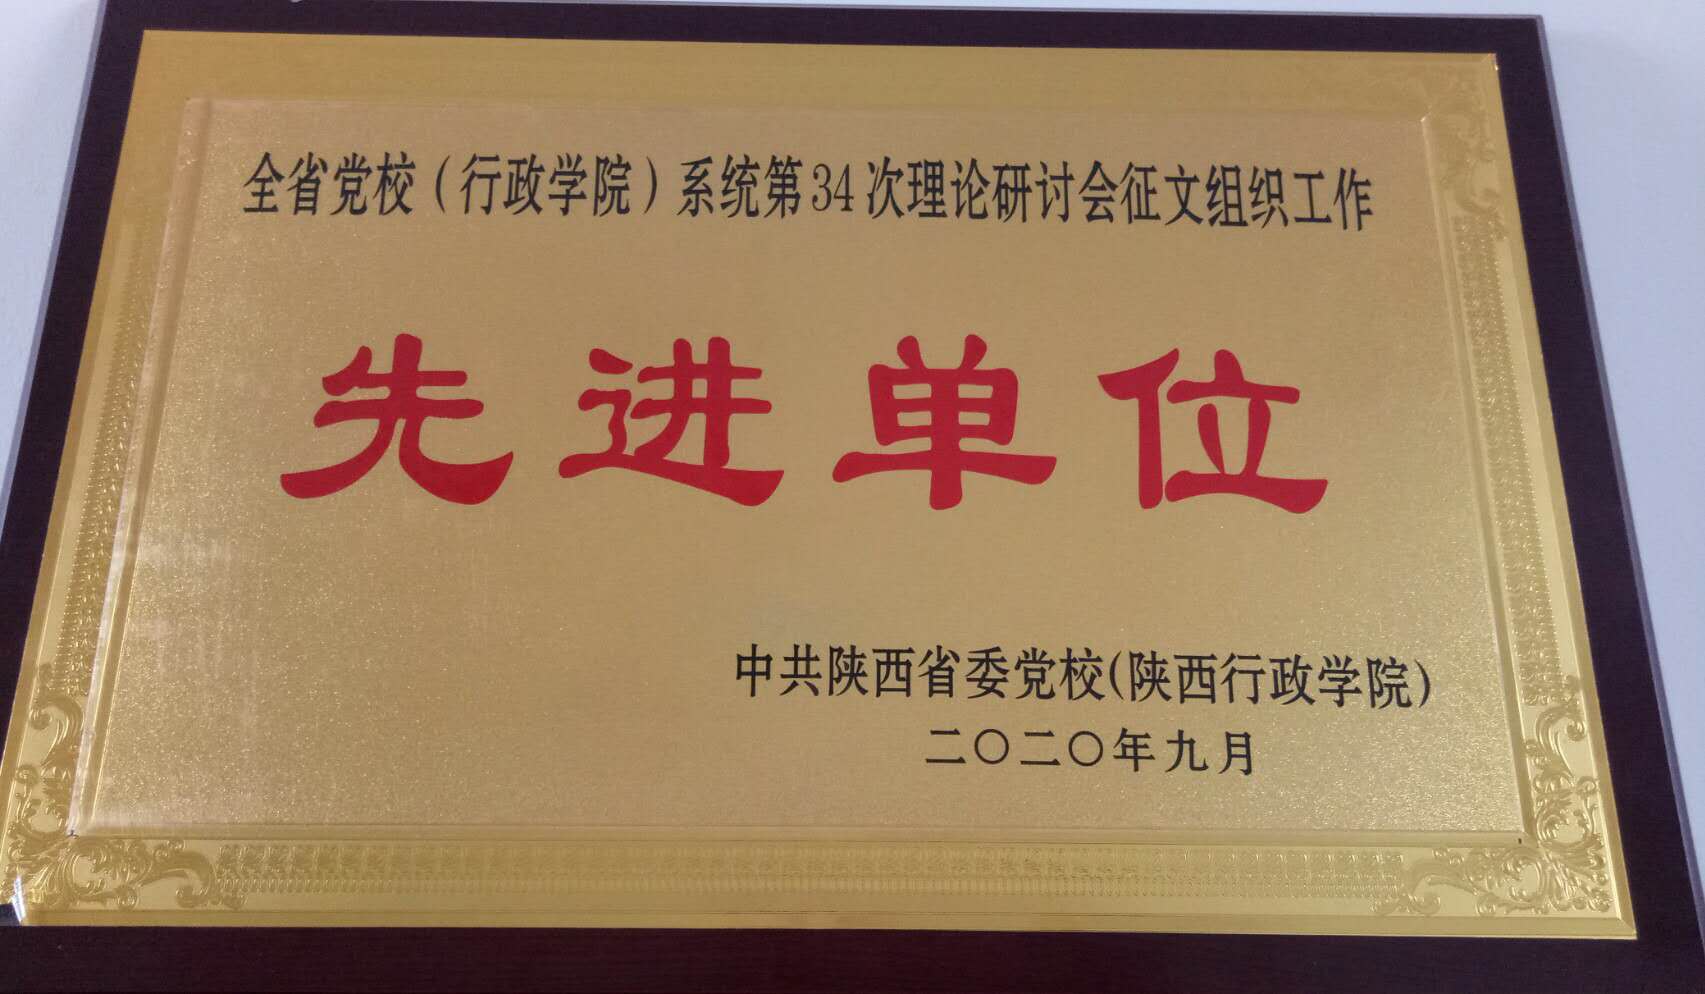 全省党校（行政学院）系统第34次理论研讨会征文组织工作
先进单位
中共陕西省委党校(陕西行政学院)
二〇二〇年九月